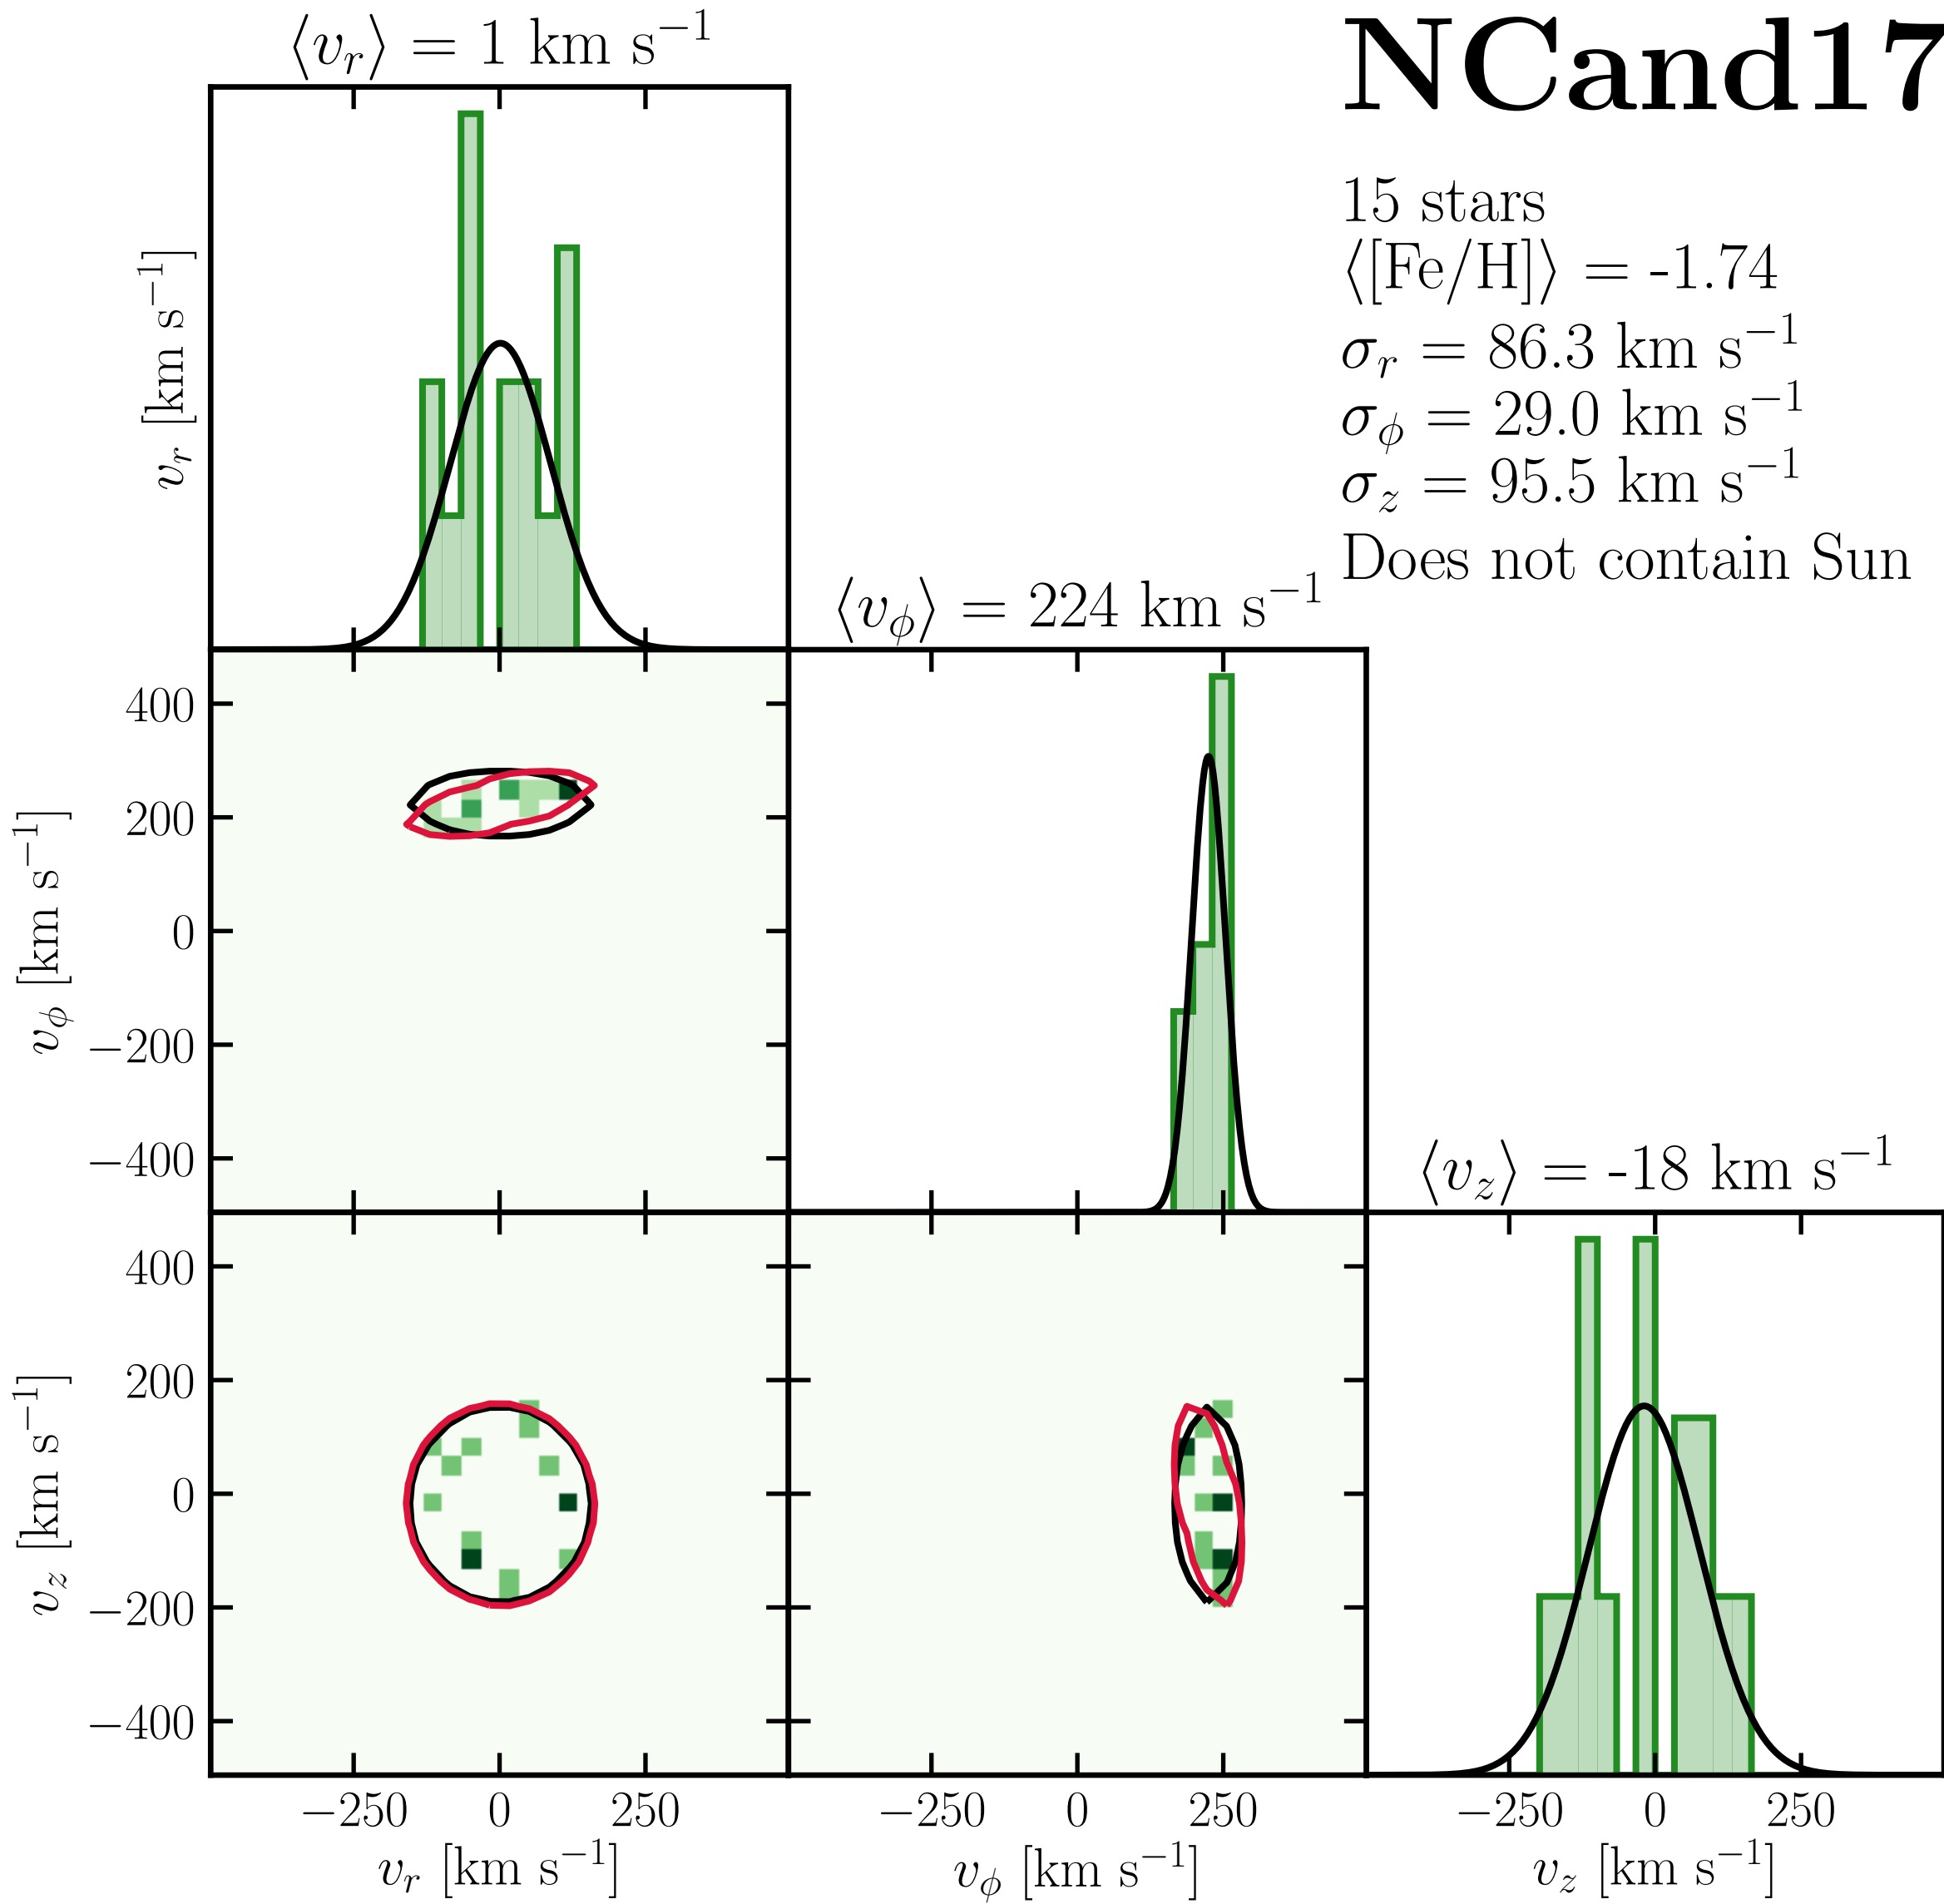 ⟨v_r⟩ = 1 km s⁻¹
NCand17
15 stars
⟨[Fe/H]⟩ = -1.74
σ_r = 86.3 km s⁻¹
σ_ϕ = 29.0 km s⁻¹
σ_z = 95.5 km s⁻¹
Does not contain Sun
v_r [km s⁻¹]
⟨v_ϕ⟩ = 224 km s⁻¹
400
200
0
−200
−400
v_ϕ [km s⁻¹]
⟨v_z⟩ = -18 km s⁻¹
400
200
0
−200
−400
v_z [km s⁻¹]
−250 0 250 −250 0 250 −250 0 250
v_r [km s⁻¹] v_ϕ [km s⁻¹] v_z [km s⁻¹]